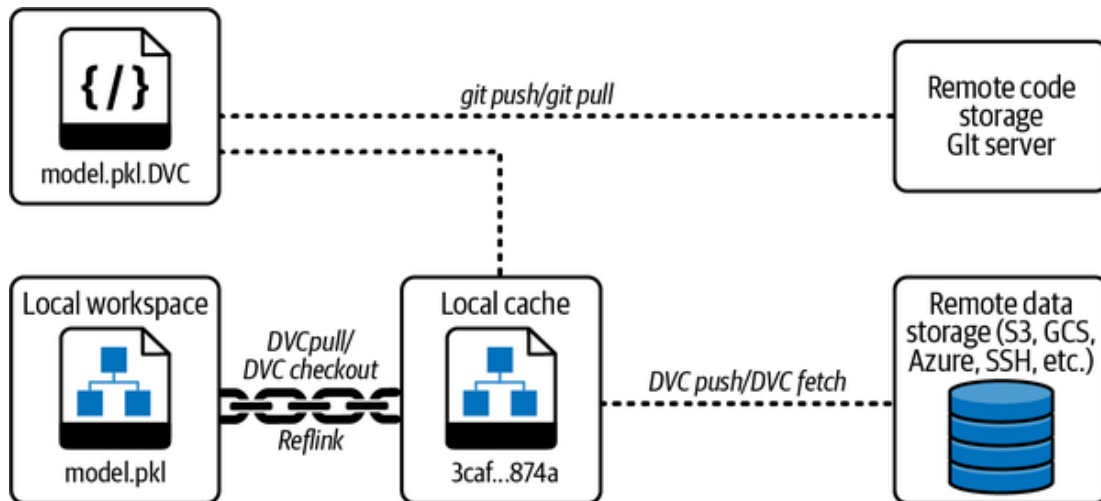 {/}
model.pkl.DVC
git push/git pull
Remote code
storage
GIt server
Local workspace
model.pkl
DVCpull/
DVC checkout
Reflink
Local cache
3caf...874a
DVC push/DVC fetch
Remote data
storage (S3, GCS,
Azure, SSH, etc.)